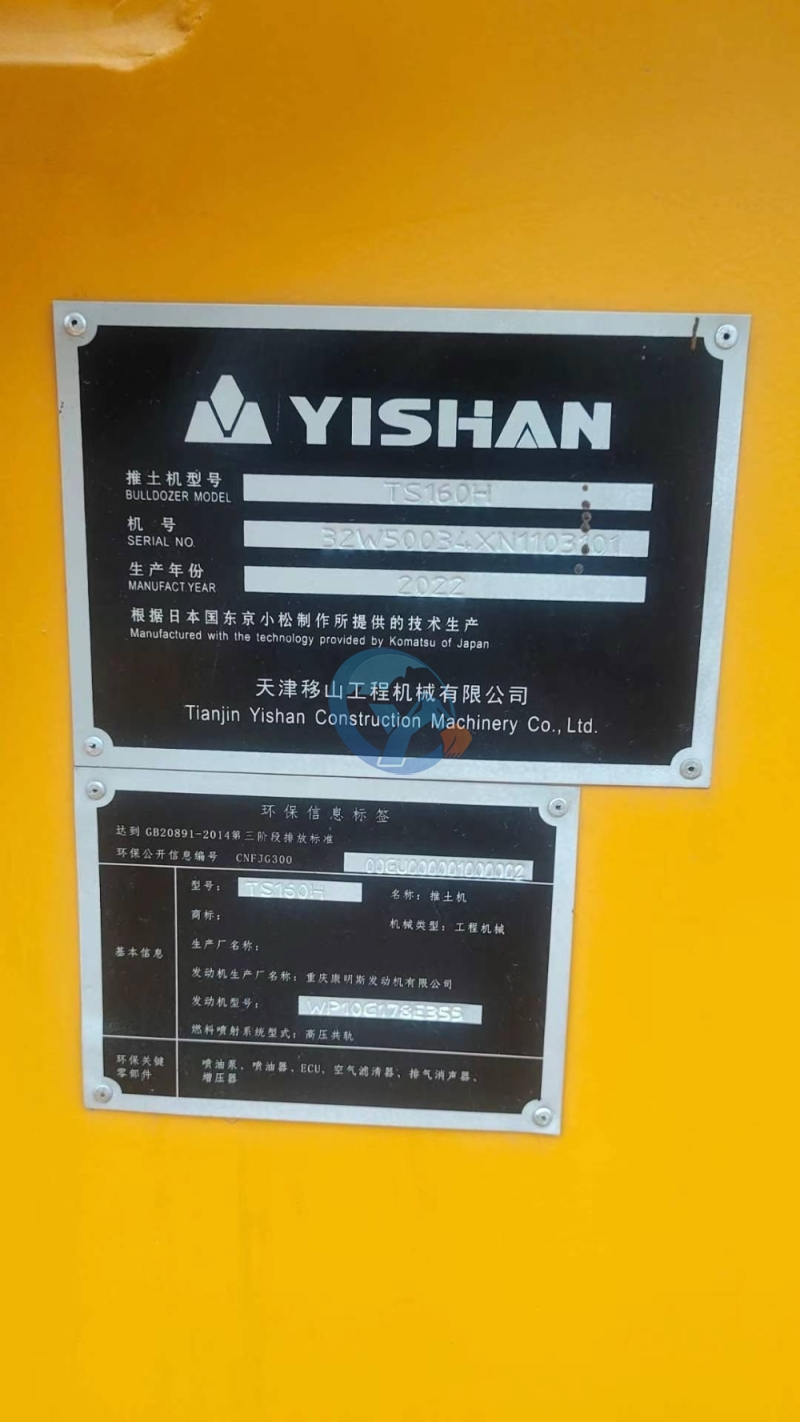 YISHAN
推土机型号
BULLDOZER MODEL
TS160H
机 号
SERIAL NO.
32W50034XN1103101
生产年份
MANUFACT.YEAR
2022
根据日本国东京小松制作所提供的技术生产
Manufactured with the technology provided by Komatsu of Japan
天津移山工程机械有限公司
Tianjin Yishan Construction Machinery Co., Ltd.
环保信息标签
达到 GB20891-2014第三阶段排放标准
环保公开信息编号 CNFJG300 00EU000001000002
型号： TS160H
名称：推土机
商标：
机械类型：工程机械
基本信息
生产厂名称：
发动机生产厂名称：重庆康明斯发动机有限公司
发动机型号： WP10G178E355
燃料喷射系统型式：高压共轨
环保关键
零部件
喷油泵、喷油器、ECU、空气滤清器、排气消声器、
增压器